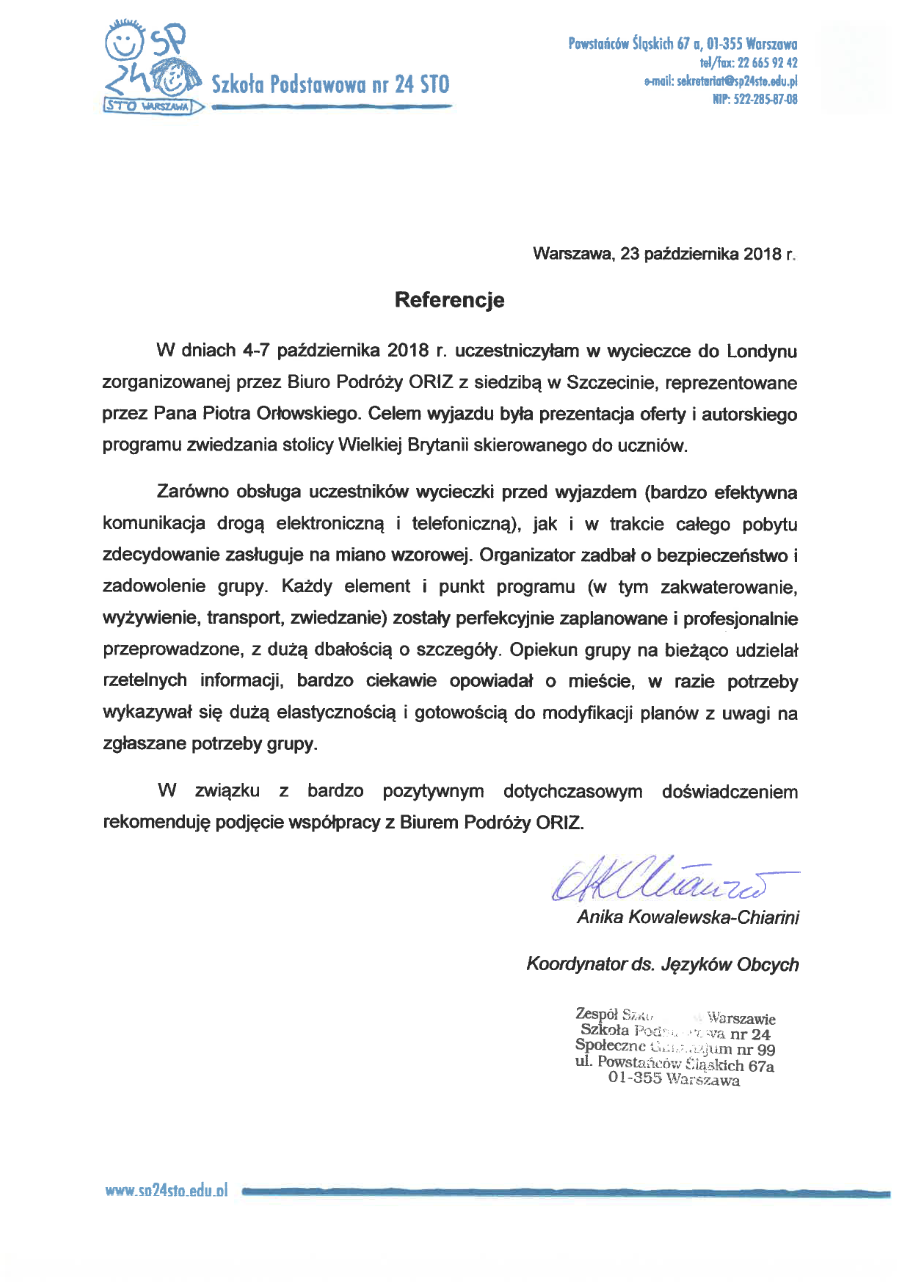 SP
24
STO WARSZAWA
Szkoła Podstawowa nr 24 STO
Powstańców Śląskich 67 a, 01-355 Warszawa
tel/fax: 22 665 92 42
e-mail: sekretariat@sp24sto.edu.pl
NIP: 522-285-87-08
Warszawa, 23 października 2018 r.
Referencje
W dniach 4-7 października 2018 r. uczestniczyłam w wycieczce do Londynu
zorganizowanej przez Biuro Podróży ORIZ z siedzibą w Szczecinie, reprezentowane
przez Pana Piotra Orłowskiego. Celem wyjazdu była prezentacja oferty i autorskiego
programu zwiedzania stolicy Wielkiej Brytanii skierowanego do uczniów.
Zarówno obsługa uczestników wycieczki przed wyjazdem (bardzo efektywna
komunikacja drogą elektroniczną i telefoniczną), jak i w trakcie całego pobytu
zdecydowanie zasługuje na miano wzorowej. Organizator zadbał o bezpieczeństwo i
zadowolenie grupy. Każdy element i punkt programu (w tym zakwaterowanie,
wyżywienie, transport, zwiedzanie) zostały perfekcyjnie zaplanowane i profesjonalnie
przeprowadzone, z dużą dbałością o szczegóły. Opiekun grupy na bieżąco udzielał
rzetelnych informacji, bardzo ciekawie opowiadał o mieście, w razie potrzeby
wykazywał się dużą elastycznością i gotowością do modyfikacji planów z uwagi na
zgłaszane potrzeby grupy.
W związku z bardzo pozytywnym dotychczasowym doświadczeniem
rekomenduję podjęcie współpracy z Biurem Podróży ORIZ.
Anika Kowalewska-Chiarini
Koordynator ds. Języków Obcych
Zespół Warszawie
Szkoła nr 24
Społeczne nr 99
ul. Powstańców Śląskich 67a
01-355 Warszawa
www.sp24sto.edu.pl